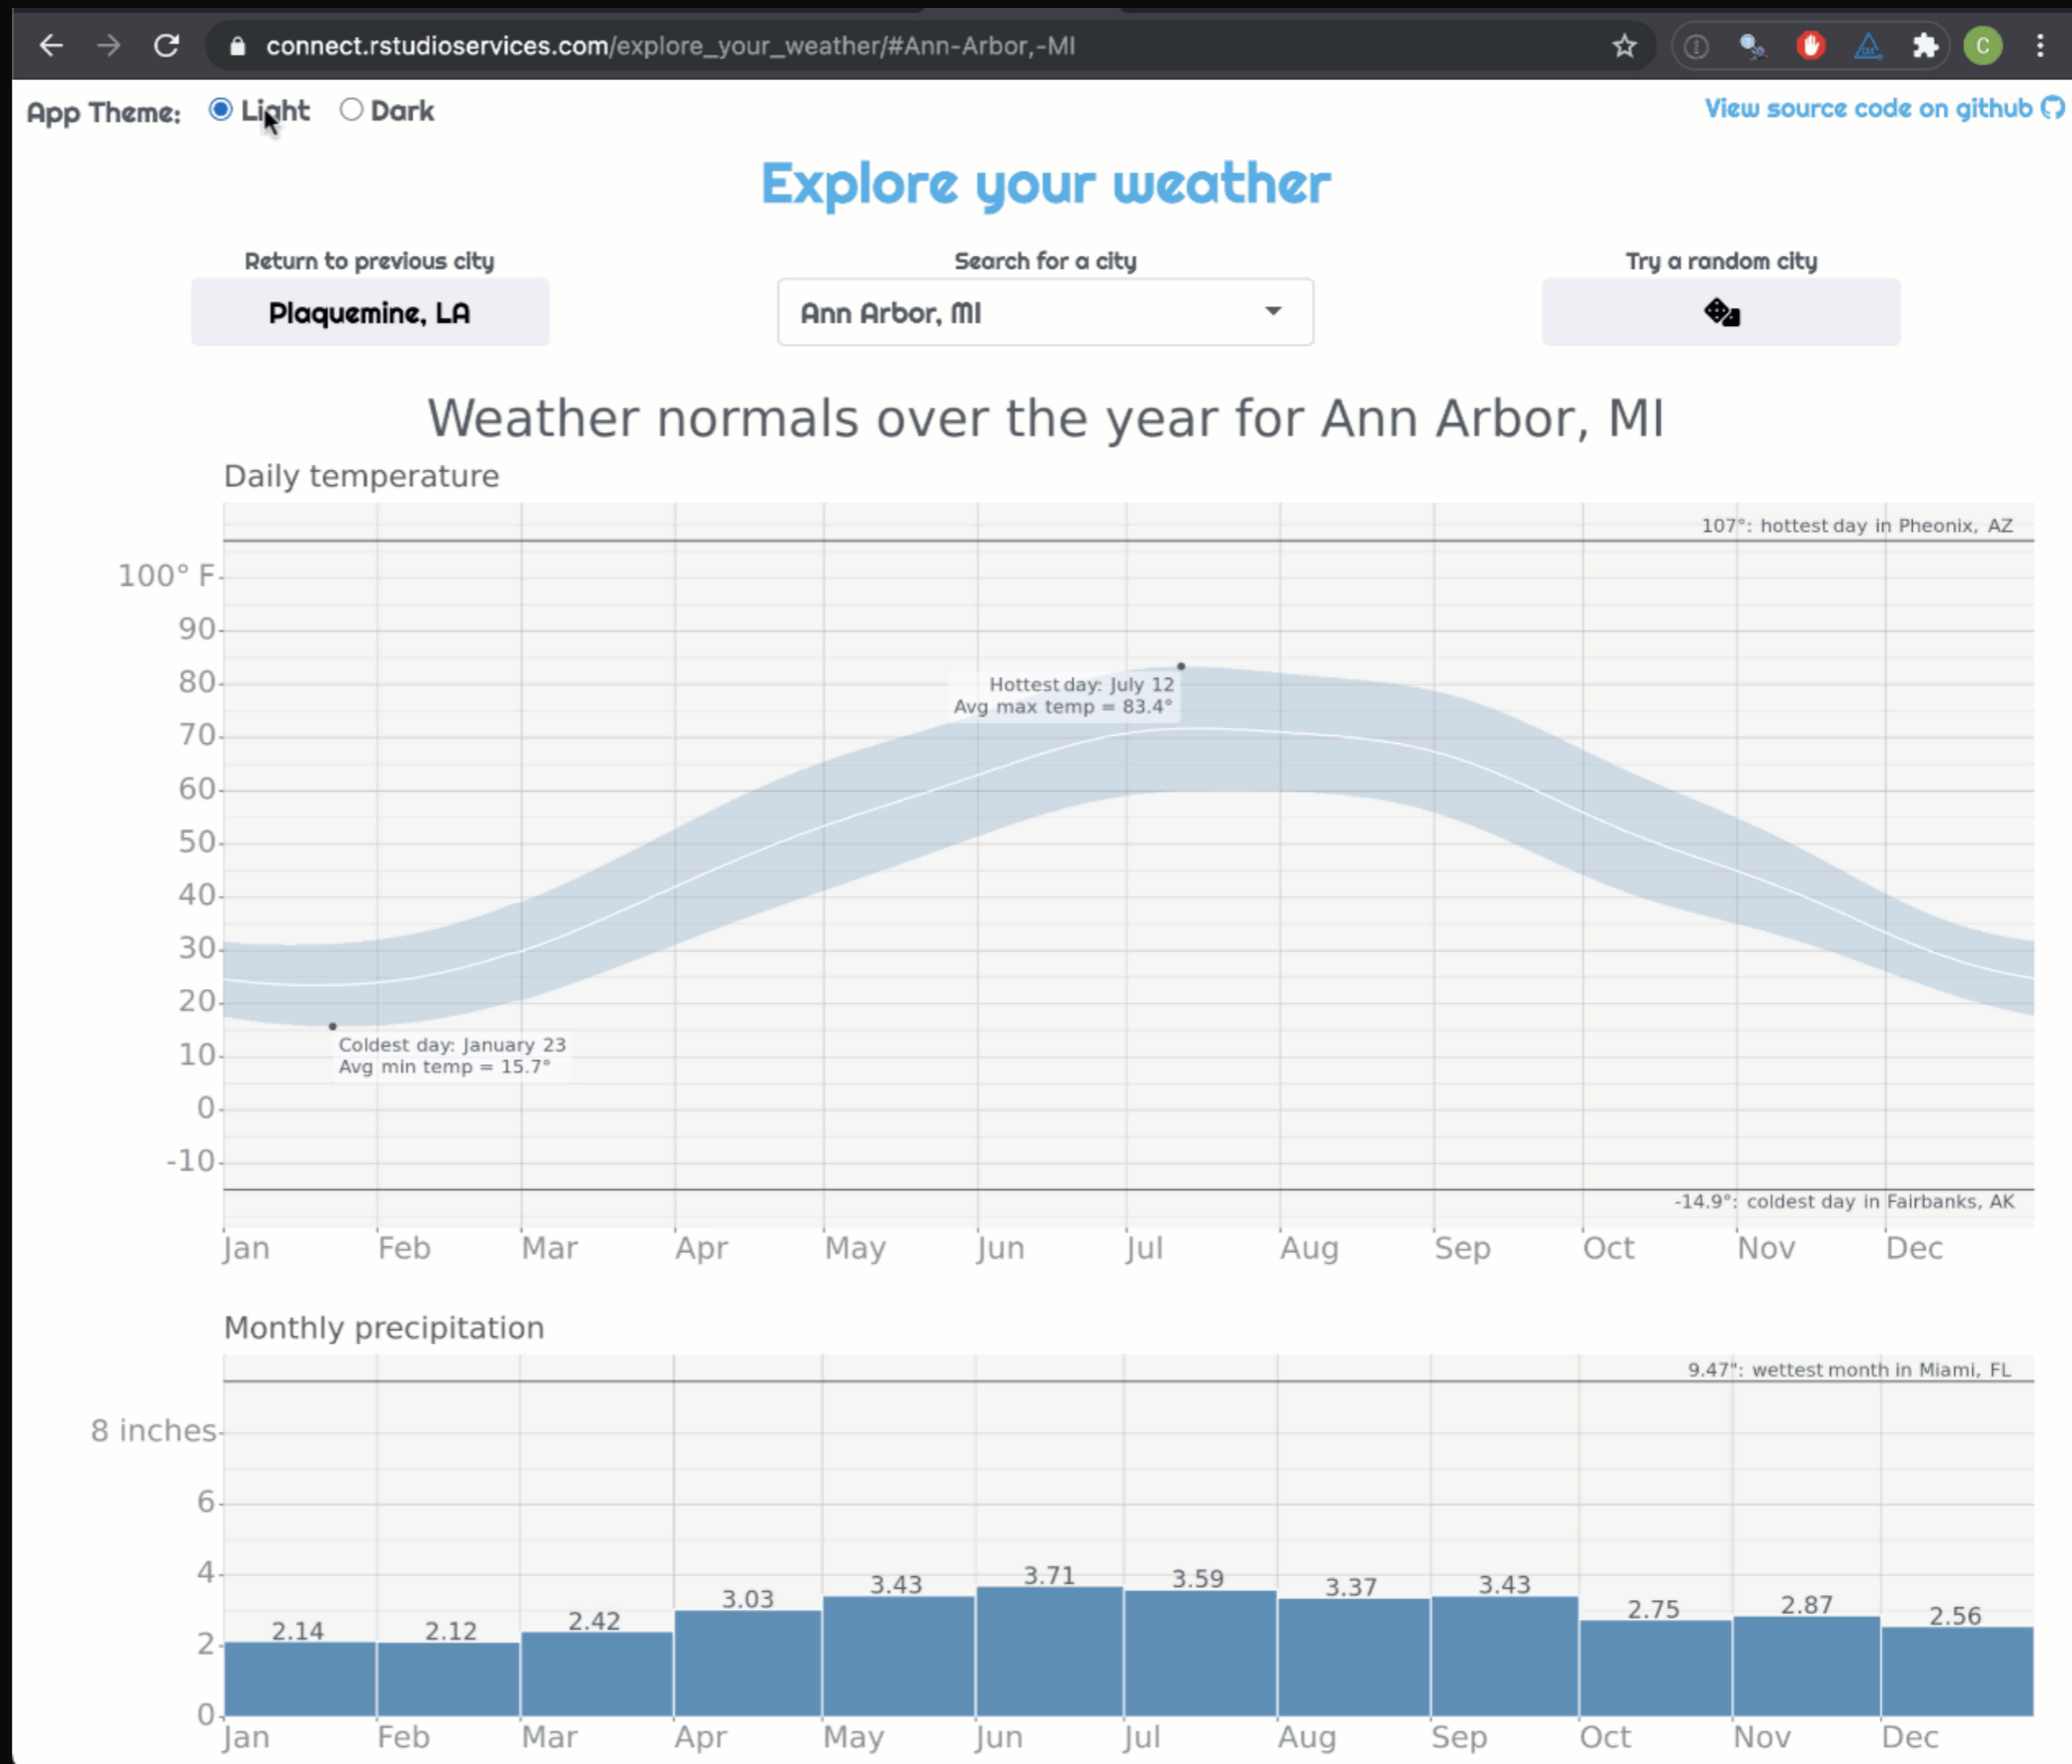 connect.rstudioservices.com/explore_your_weather/#Ann-Arbor,-MI
C
App Theme: Light Dark
View source code on github
Explore your weather
Return to previous city
Search for a city
Try a random city
Plaquemine, LA
Ann Arbor, MI
Weather normals over the year for Ann Arbor, MI
Daily temperature
107°: hottest day in Pheonix, AZ
100° F
90
80
70
60
50
40
30
20
10
0
-10
Hottest day: July 12
Avg max temp = 83.4°
Coldest day: January 23
Avg min temp = 15.7°
-14.9°: coldest day in Fairbanks, AK
Jan Feb Mar Apr May Jun Jul Aug Sep Oct Nov Dec
Monthly precipitation
9.47": wettest month in Miami, FL
8 inches
6
4
2
0
2.14 2.12 2.42 3.03 3.43 3.71 3.59 3.37 3.43 2.75 2.87 2.56
Jan Feb Mar Apr May Jun Jul Aug Sep Oct Nov Dec